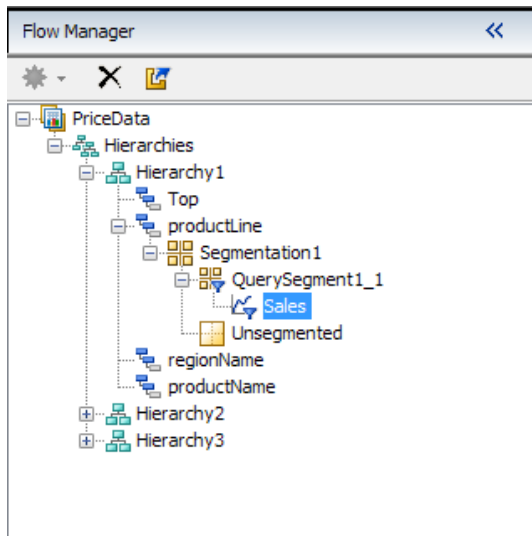 Flow Manager
PriceData
Hierarchies
Hierarchy1
Top
productLine
Segmentation1
QuerySegment1_1
Sales
Unsegmented
regionName
productName
Hierarchy2
Hierarchy3